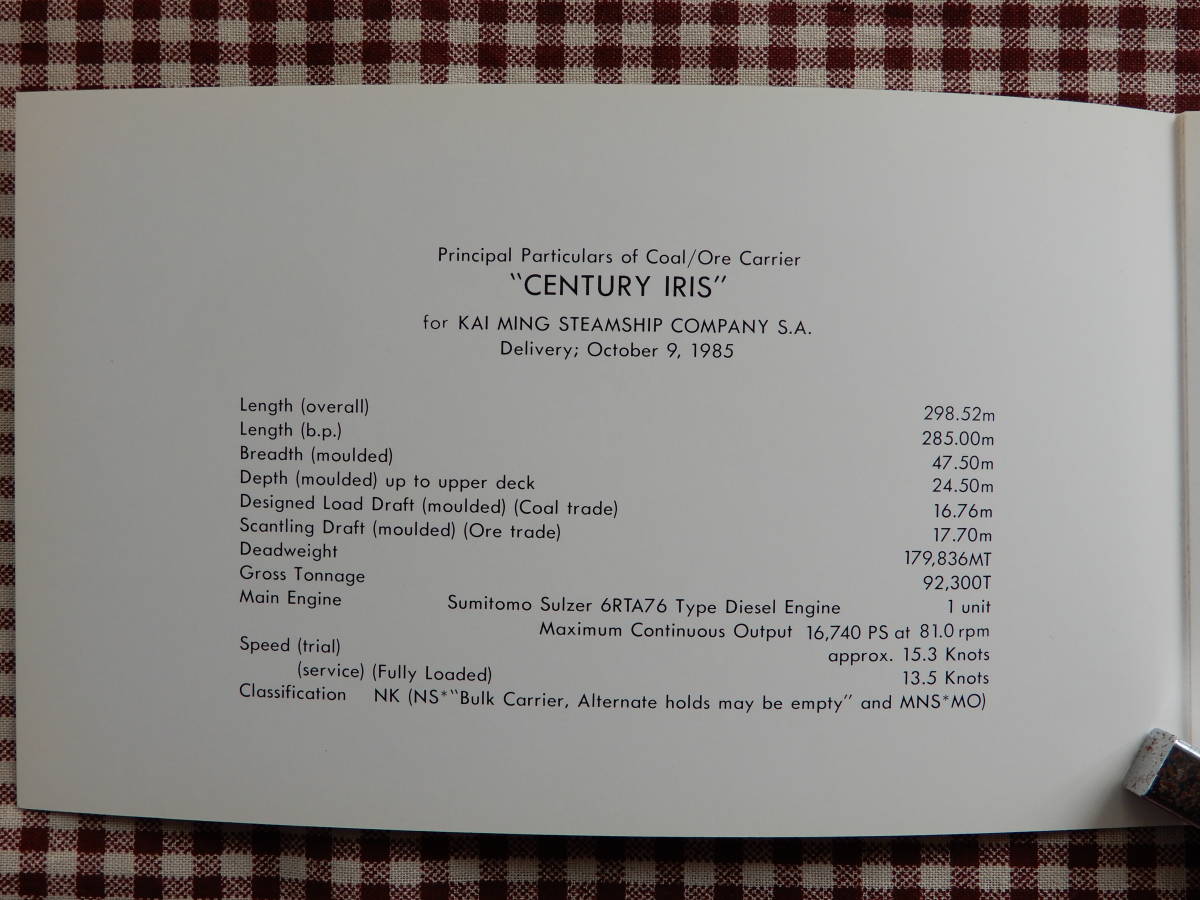 Principal Particulars of Coal/Ore Carrier
"CENTURY IRIS"
for KAI MING STEAMSHIP COMPANY S.A.
Delivery; October 9, 1985
Length (overall) 298.52m
Length (b.p.) 285.00m
Breadth (moulded) 47.50m
Depth (moulded) up to upper deck 24.50m
Designed Load Draft (moulded) (Coal trade) 16.76m
Scantling Draft (moulded) (Ore trade) 17.70m
Deadweight 179,836MT
Gross Tonnage 92,300T
Main Engine Sumitomo Sulzer 6RTA76 Type Diesel Engine 1 unit
Maximum Continuous Output 16,740 PS at 81.0 rpm
Speed (trial) approx. 15.3 Knots
(service) (Fully Loaded) 13.5 Knots
Classification NK (NS*"Bulk Carrier, Alternate holds may be empty" and MNS*MO)